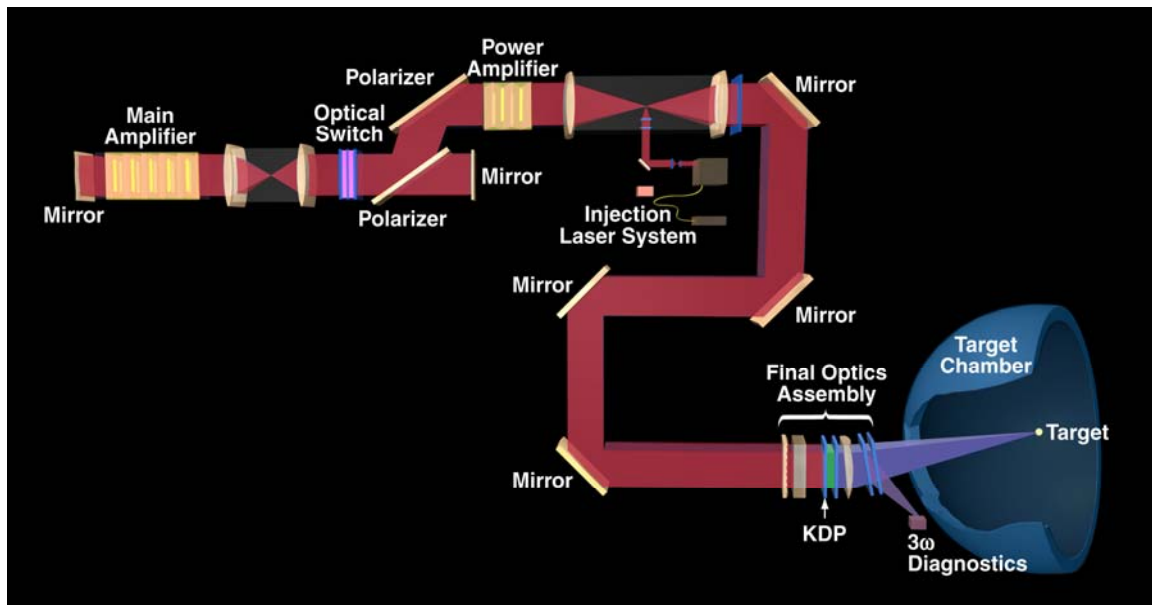 Power
Amplifier
Polarizer
Mirror
Main
Amplifier
Optical
Switch
Mirror
Mirror
Polarizer
Injection
Laser System
Mirror
Mirror
Target
Chamber
Final Optics
Assembly
Target
Mirror
KDP
3ω
Diagnostics